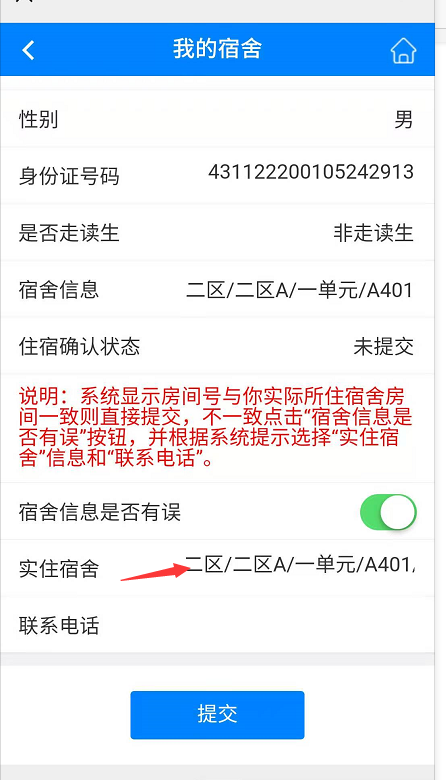 我的宿舍
性别 男
身份证号码 431122200105242913
是否走读生 非走读生
宿舍信息 二区/二区A/一单元/A401
住宿确认状态 未提交
说明：系统显示房间号与你实际所住宿舍房
间一致则直接提交，不一致点击“宿舍信息是
否有误”按钮，并根据系统提示选择“实住宿
舍”信息和“联系电话”。
宿舍信息是否有误
实住宿舍 二区/二区A/一单元/A401/
联系电话
提交